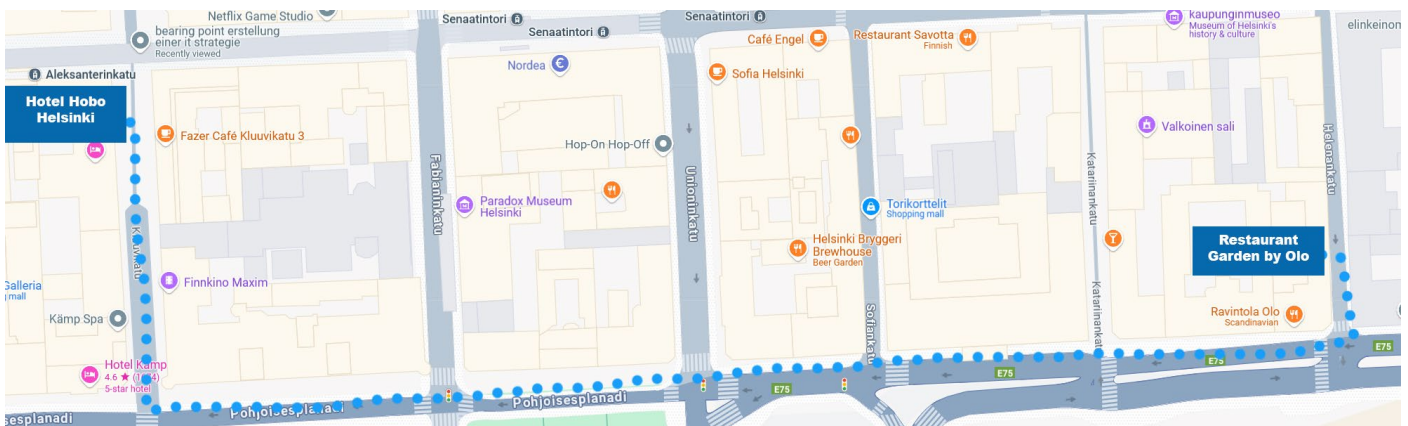 Netflix Game Studio
bearing point erstellung
einer it strategie
Recently viewed
Aleksanterinkatu
Hotel Hobo
Helsinki
Fazer Café Kluuvikatu 3
Kluuvikatu
Finnkino Maxim
Galleria
Kämp Spa
Hotel Kämp
4.6 ★
5-star hotel
Senaatintori
Senaatintori
Nordea
Hop-On Hop-Off
Fabianinkatu
Paradox Museum
Helsinki
Unioninkatu
Senaatintori
Café Engel
Sofia Helsinki
Restaurant Savotta
Finnish
Torikorttelit
Shopping mall
Helsinki Bryggeri
Brewhouse
Beer Garden
Sofiankatu
kaupunginmuseo
Museum of Helsinki's
history & culture
elinkeinom
Valkoinen sali
Katariinankatu
Katariinankatu
Helenankatu
Restaurant
Garden by Olo
Ravintola Olo
Scandinavian
Pohjoisesplanadi
Pohjoisesplanadi
E75
E75
E75
E75